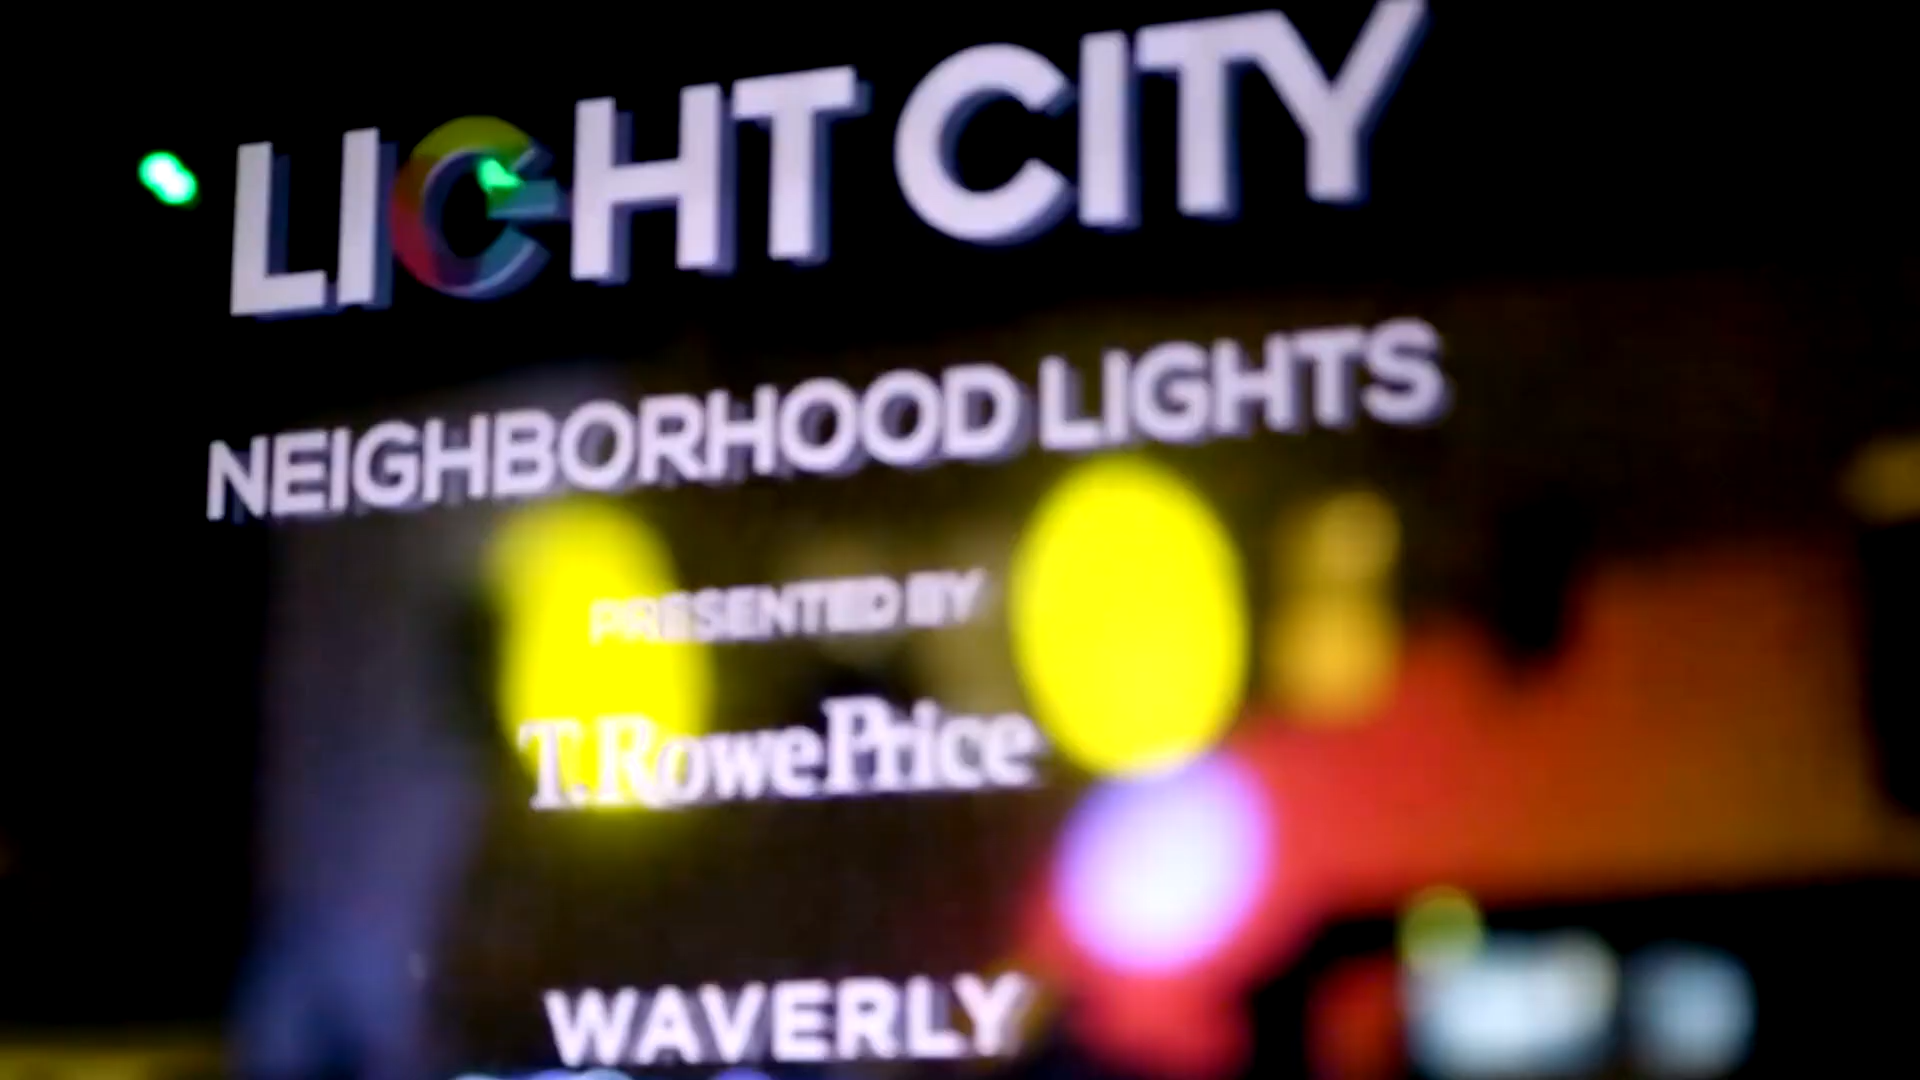 LIGHT CITY
NEIGHBORHOOD LIGHTS
PRESENTED BY
T.RowePrice
WAVERLY